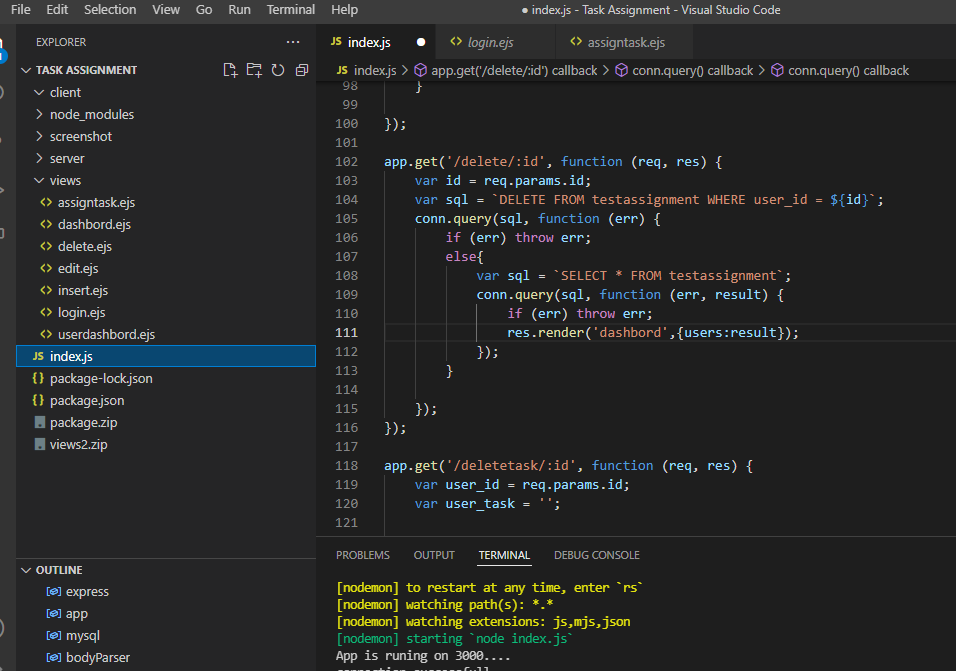 File Edit Selection View Go Run Terminal Help ● index.js - Task Assignment - Visual Studio Code
EXPLORER ···
TASK ASSIGNMENT
client
node_modules
screenshot
server
views
<> assigntask.ejs
<> dashbord.ejs
<> delete.ejs
<> edit.ejs
<> insert.ejs
<> login.ejs
<> userdashbord.ejs
JS index.js
{} package-lock.json
{} package.json
package.zip
views2.zip
OUTLINE
express
app
mysql
bodyParser
JS index.js ● <> login.ejs <> assigntask.ejs
JS index.js > app.get('/delete/:id') callback > conn.query() callback > conn.query() callback
98 }
99
100 });
101
102 app.get('/delete/:id', function (req, res) {
103 var id = req.params.id;
104 var sql = `DELETE FROM testassignment WHERE user_id = ${id}`;
105 conn.query(sql, function (err) {
106 if (err) throw err;
107 else{
108 var sql = `SELECT * FROM testassignment`;
109 conn.query(sql, function (err, result) {
110 if (err) throw err;
111 res.render('dashbord',{users:result});
112 });
113 }
114
115 });
116 });
117
118 app.get('/deletetask/:id', function (req, res) {
119 var user_id = req.params.id;
120 var user_task = '';
121
PROBLEMS OUTPUT TERMINAL DEBUG CONSOLE
[nodemon] to restart at any time, enter `rs`
[nodemon] watching path(s): *.*
[nodemon] watching extensions: js,mjs,json
[nodemon] starting `node index.js`
App is runing on 3000....